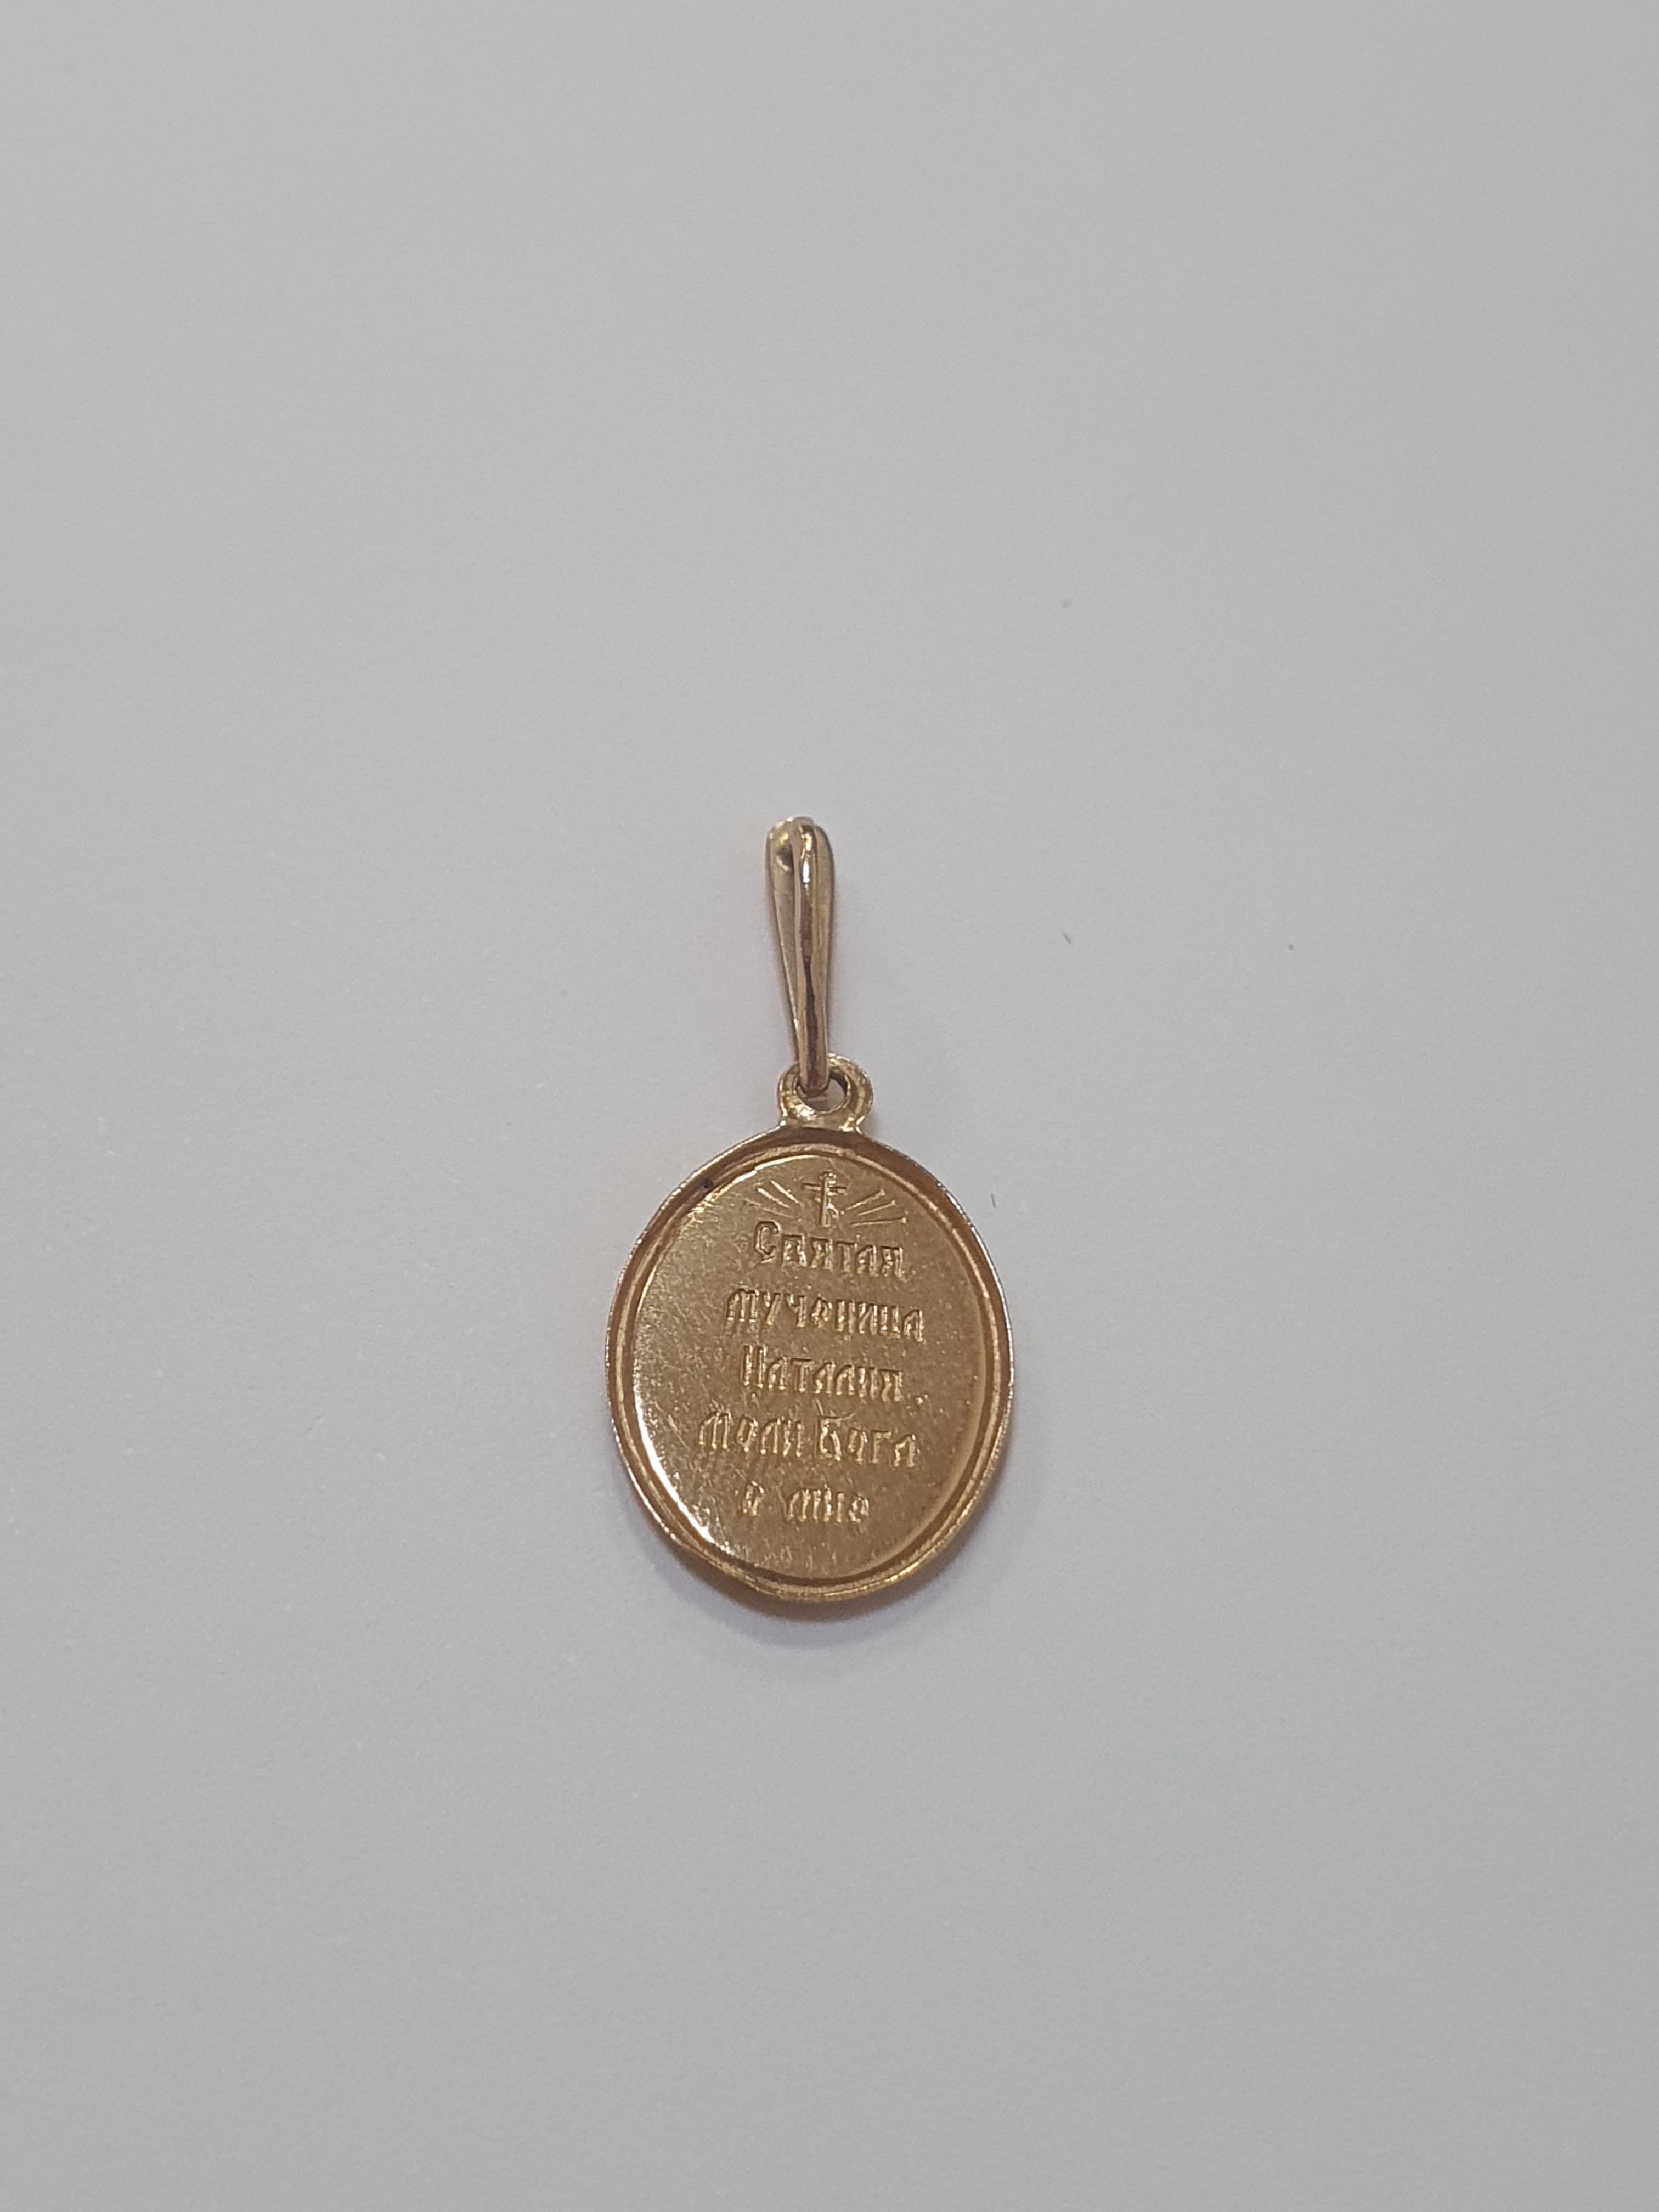 Святая
мученица
Наталия
моли Бога
о мне